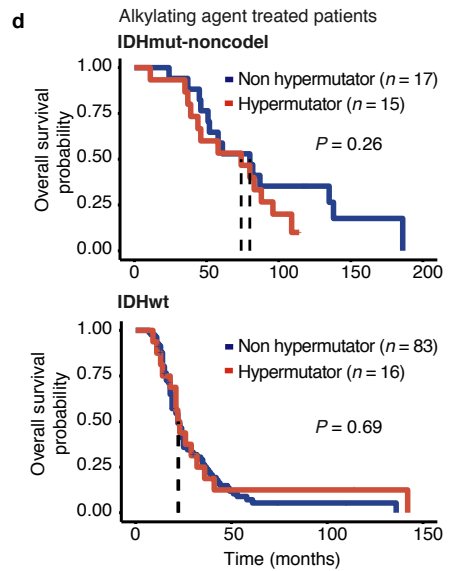 d
Alkylating agent treated patients
IDHmut-noncodel
Overall survival
probability
1.00
0.75
0.50
0.25
0.00
Non hypermutator (n = 17)
Hypermutator (n = 15)
P = 0.26
0 50 100 150 200
IDHwt
Overall survival
probability
1.00
0.75
0.50
0.25
0.00
Non hypermutator (n = 83)
Hypermutator (n = 16)
P = 0.69
0 50 100 150
Time (months)